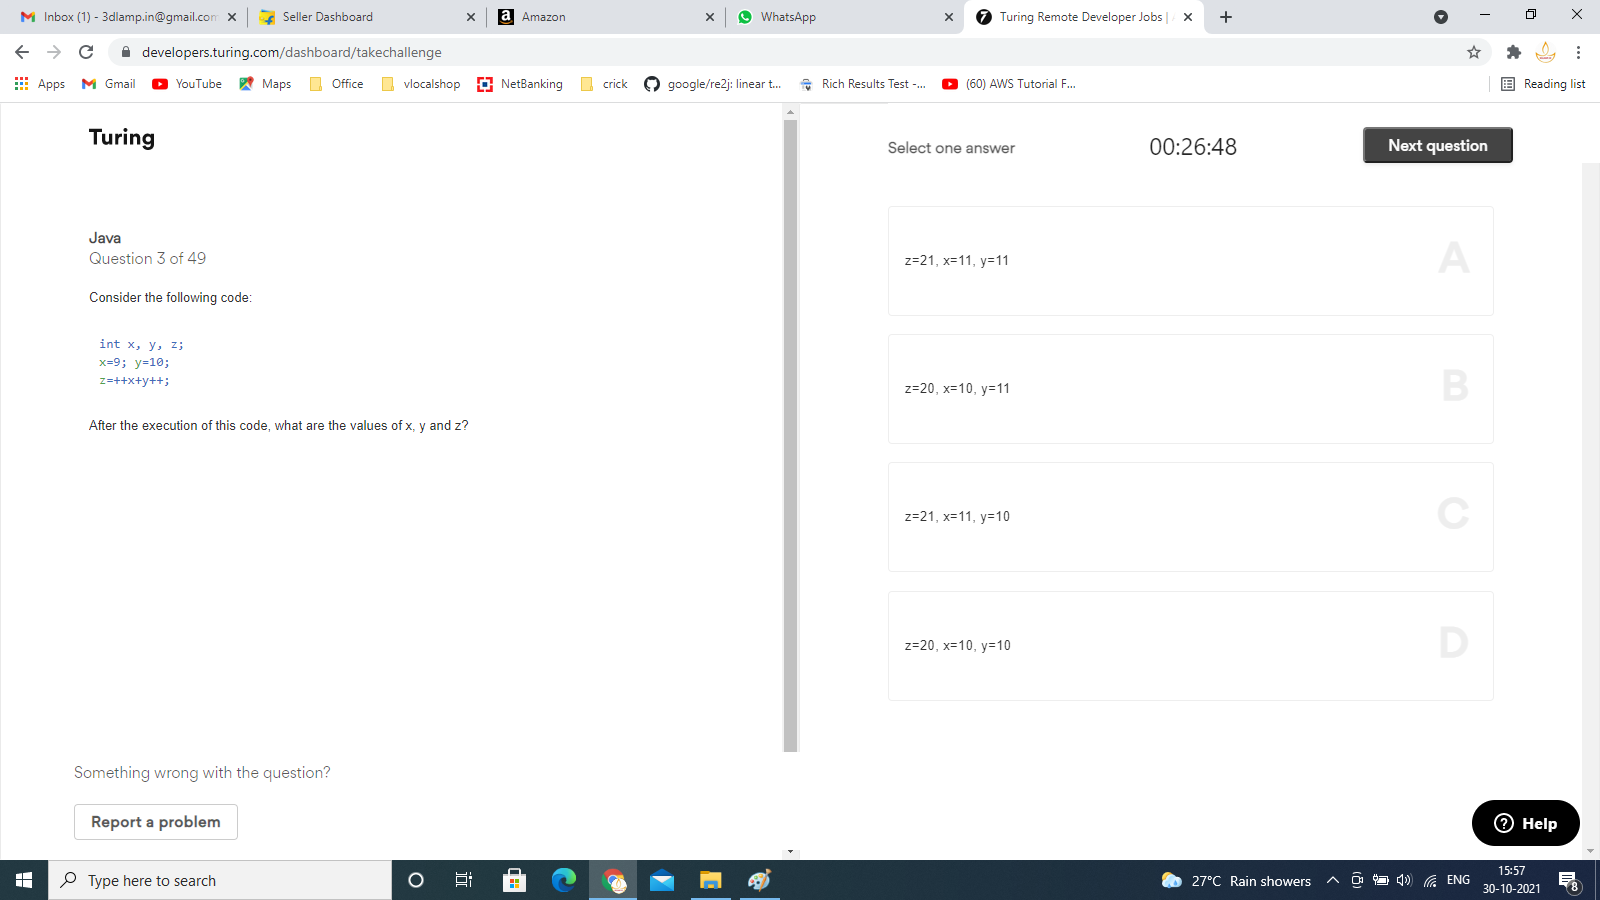 Inbox (1) - 3dlamp.in@gmail.com
Seller Dashboard
Amazon
WhatsApp
Turing Remote Developer Jobs |
developers.turing.com/dashboard/takechallenge
Apps
Gmail
YouTube
Maps
Office
vlocalshop
NetBanking
crick
google/re2j: linear t...
Rich Results Test -...
(60) AWS Tutorial F...
Reading list
Turing
Select one answer
00:26:48
Next question
Java
Question 3 of 49
Consider the following code:
int x, y, z;
x=9; y=10;
z=++x+y++;
After the execution of this code, what are the values of x, y and z?
z=21, x=11, y=11
A
z=20, x=10, y=11
B
z=21, x=11, y=10
C
z=20, x=10, y=10
D
Something wrong with the question?
Report a problem
? Help
Type here to search
27°C Rain showers
ENG
15:57
30-10-2021
8